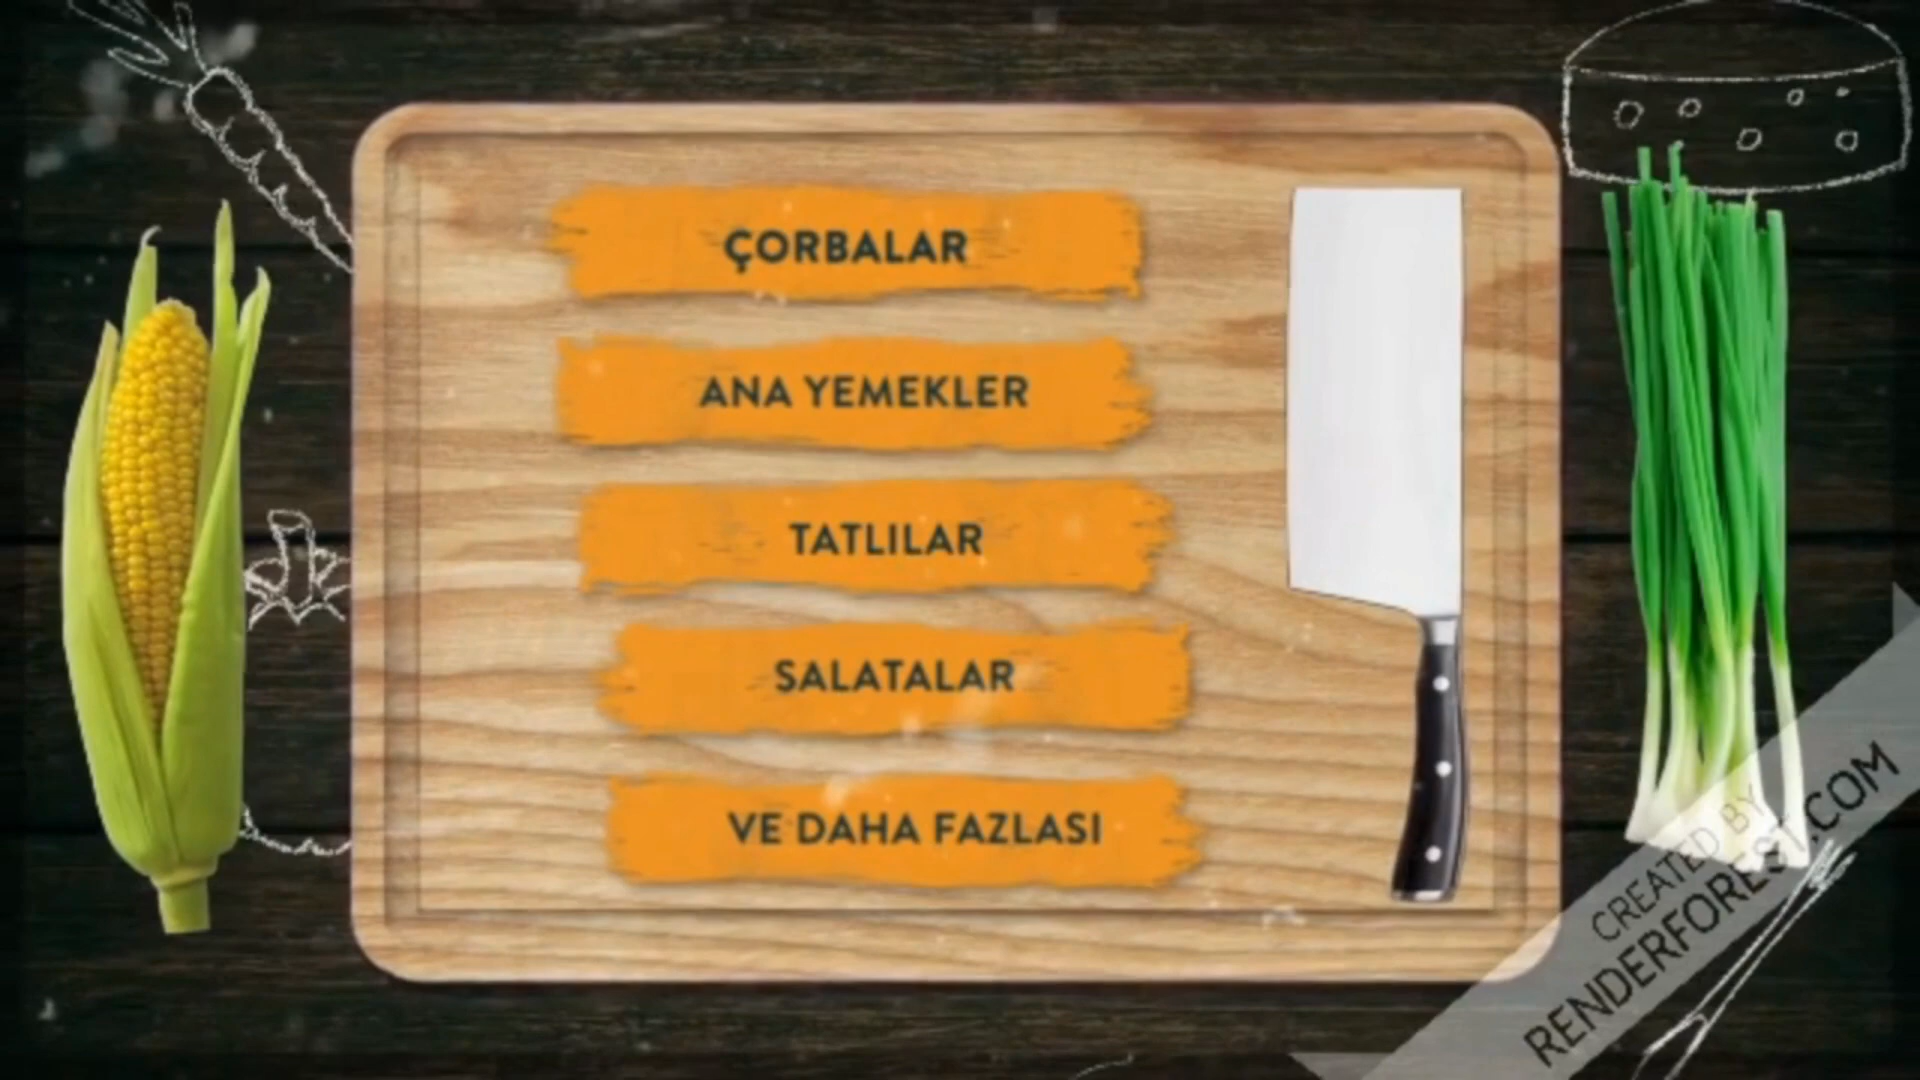 ÇORBALAR
ANA YEMEKLER
TATLILAR
SALATALAR
VE DAHA FAZLASI
CREATED BY
RENDERFOREST.COM